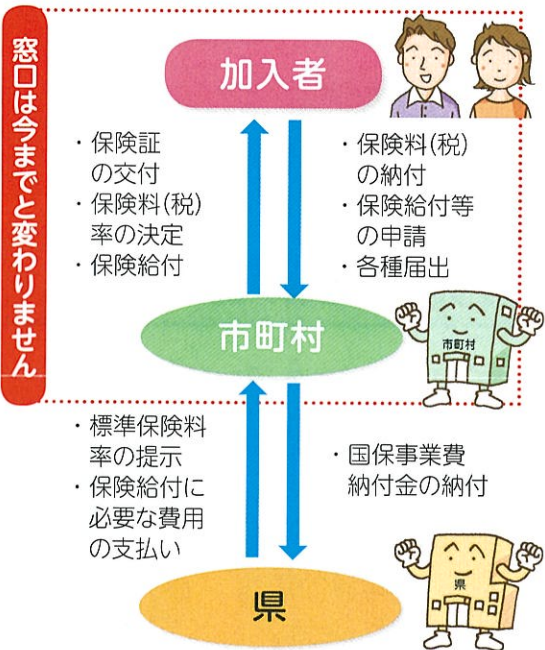 窓口は今までと変わりません
加入者
・保険証
の交付
・保険料(税)
率の決定
・保険給付
・保険料(税)
の納付
・保険給付等
の申請
・各種届出
市町村
市町村
・標準保険料
率の提示
・保険給付に
必要な費用
の支払い
・国保事業費
納付金の納付
県
県